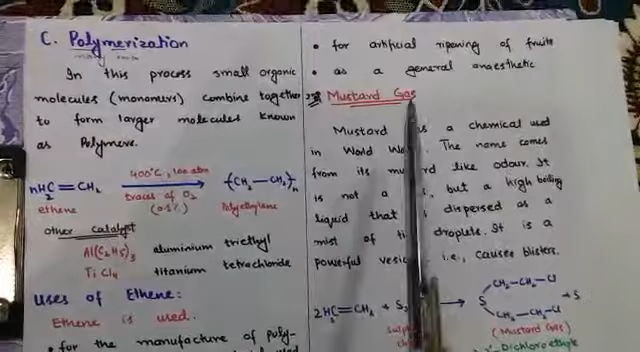 C. Polymerization
In this process small organic
molecules (monomers) combine together
to form larger molecules known
as Polymers.
nH₂C=CH₂ 400°C, 100 atm Traces of O₂ (0.1%) {CH₂-CH₂}n
ethene Polyethylene
other catalyst
Al(C₂H₅)₃ aluminium triethyl
TiCl₄ titanium tetrachloride
Uses of Ethene:
Ethene is used:
• for the manufacture of poly-
• for artificial ripening of fruits
• as a general anaesthetic
Mustard Gas
Mustard is a chemical used
in World The name comes
from its like odour. It
is not a but a high boiling
liquid that dispersed as a
mist of droplets. It is a
powerful i.e., causes blisters.
2H₂C=CH₂ + S₂ S CH₂-CH₂-Cl CH₂-CH₂-Cl + S
(Mustard Gas)